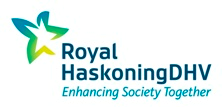 Royal
HaskoningDHV
Enhancing Society Together